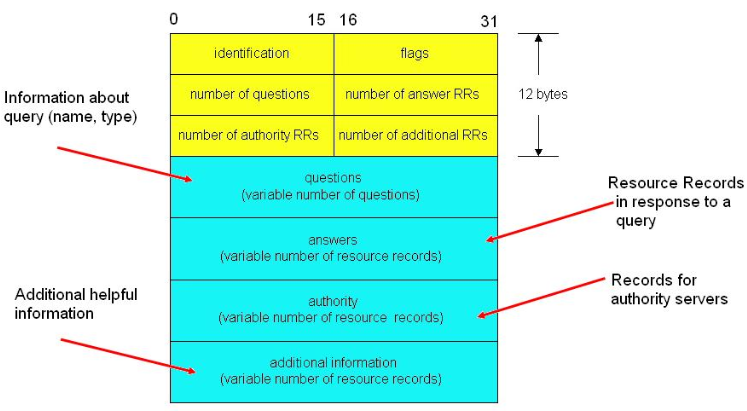 0 15 16 31
identification flags
number of questions number of answer RRs
12 bytes
number of authority RRs number of additional RRs
Information about
query (name, type)
questions
(variable number of questions)
Resource Records
in response to a
query
answers
(variable number of resource records)
Records for
authority servers
authority
(variable number of resource records)
Additional helpful
information
additional information
(variable number of resource records)